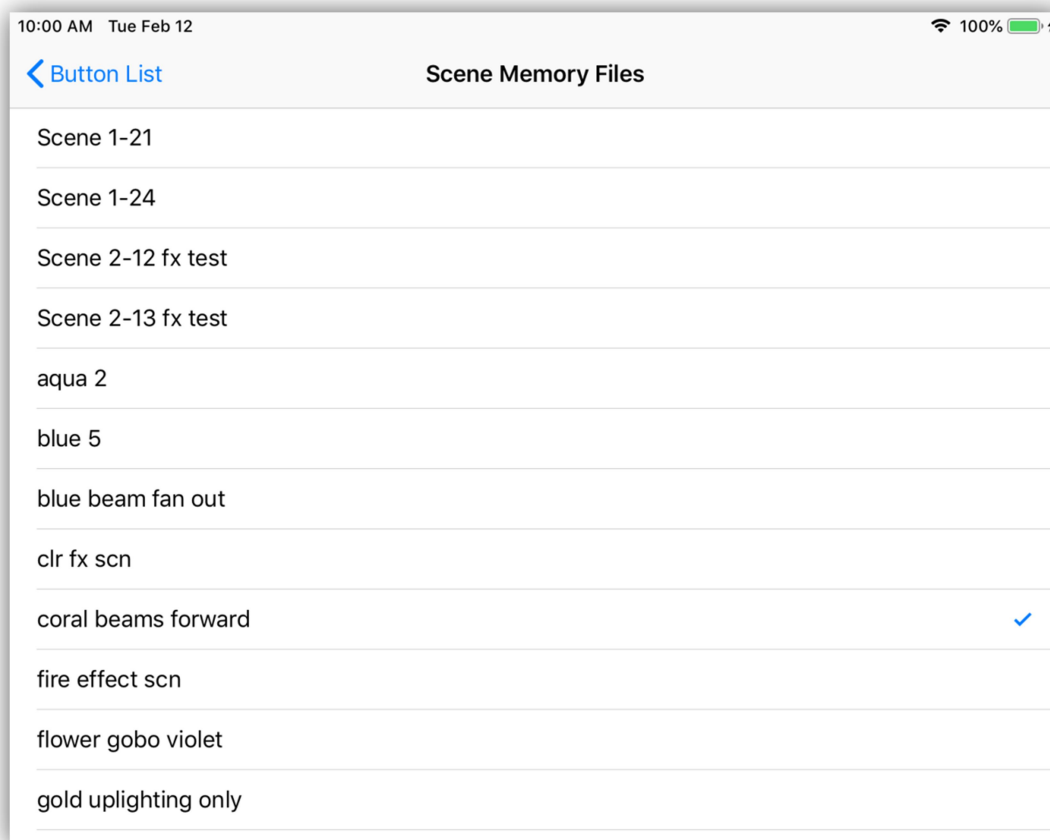 10:00 AM Tue Feb 12 100%
Button List Scene Memory Files
Scene 1-21
Scene 1-24
Scene 2-12 fx test
Scene 2-13 fx test
aqua 2
blue 5
blue beam fan out
clr fx scn
coral beams forward
fire effect scn
flower gobo violet
gold uplighting only